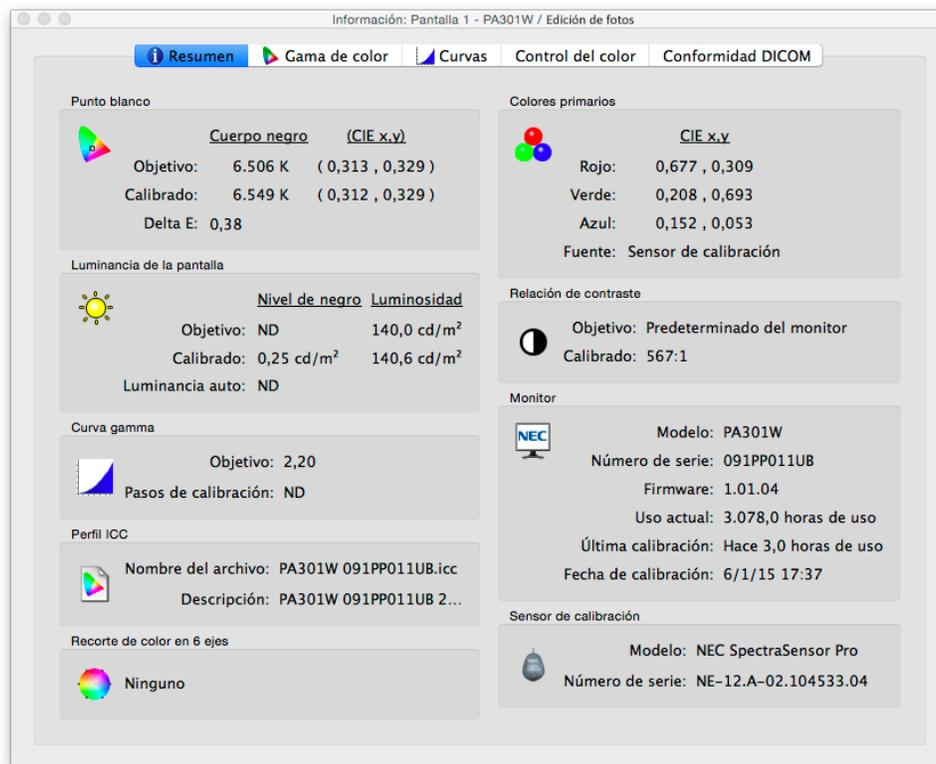 Información: Pantalla 1 - PA301W / Edición de fotos
Resumen
Gama de color
Curvas
Control del color
Conformidad DICOM
Punto blanco
Cuerpo negro (CIE x,y)
Objetivo: 6.506 K ( 0,313 , 0,329 )
Calibrado: 6.549 K ( 0,312 , 0,329 )
Delta E: 0,38
Luminancia de la pantalla
Nivel de negro Luminosidad
Objetivo: ND 140,0 cd/m²
Calibrado: 0,25 cd/m² 140,6 cd/m²
Luminancia auto: ND
Curva gamma
Objetivo: 2,20
Pasos de calibración: ND
Perfil ICC
Nombre del archivo: PA301W 091PP011UB.icc
Descripción: PA301W 091PP011UB 2...
Recorte de color en 6 ejes
Ninguno
Colores primarios
CIE x,y
Rojo: 0,677 , 0,309
Verde: 0,208 , 0,693
Azul: 0,152 , 0,053
Fuente: Sensor de calibración
Relación de contraste
Objetivo: Predeterminado del monitor
Calibrado: 567:1
Monitor
NEC
Modelo: PA301W
Número de serie: 091PP011UB
Firmware: 1.01.04
Uso actual: 3.078,0 horas de uso
Última calibración: Hace 3,0 horas de uso
Fecha de calibración: 6/1/15 17:37
Sensor de calibración
Modelo: NEC SpectraSensor Pro
Número de serie: NE-12.A-02.104533.04